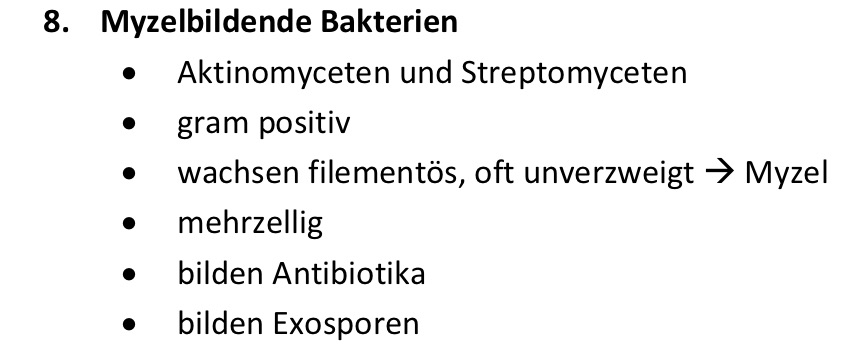 8. Myzelbildende Bakterien
• Aktinomyceten und Streptomyceten
• gram positiv
• wachsen filementös, oft unverzweigt → Myzel
• mehrzellig
• bilden Antibiotika
• bilden Exosporen